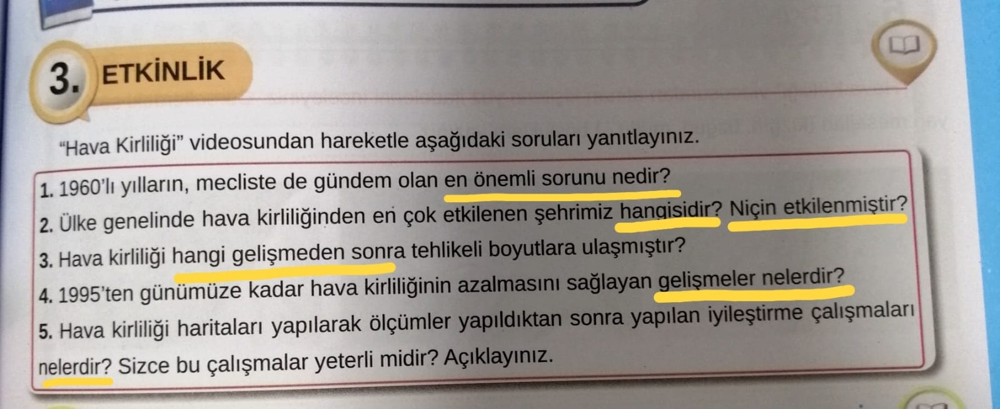 3. ETKİNLİK
“Hava Kirliliği” videosundan hareketle aşağıdaki soruları yanıtlayınız.
1. 1960’lı yılların, mecliste de gündem olan en önemli sorunu nedir?
2. Ülke genelinde hava kirliliğinden en çok etkilenen şehrimiz hangisidir? Niçin etkilenmiştir?
3. Hava kirliliği hangi gelişmeden sonra tehlikeli boyutlara ulaşmıştır?
4. 1995’ten günümüze kadar hava kirliliğinin azalmasını sağlayan gelişmeler nelerdir?
5. Hava kirliliği haritaları yapılarak ölçümler yapıldıktan sonra yapılan iyileştirme çalışmaları
nelerdir? Sizce bu çalışmalar yeterli midir? Açıklayınız.